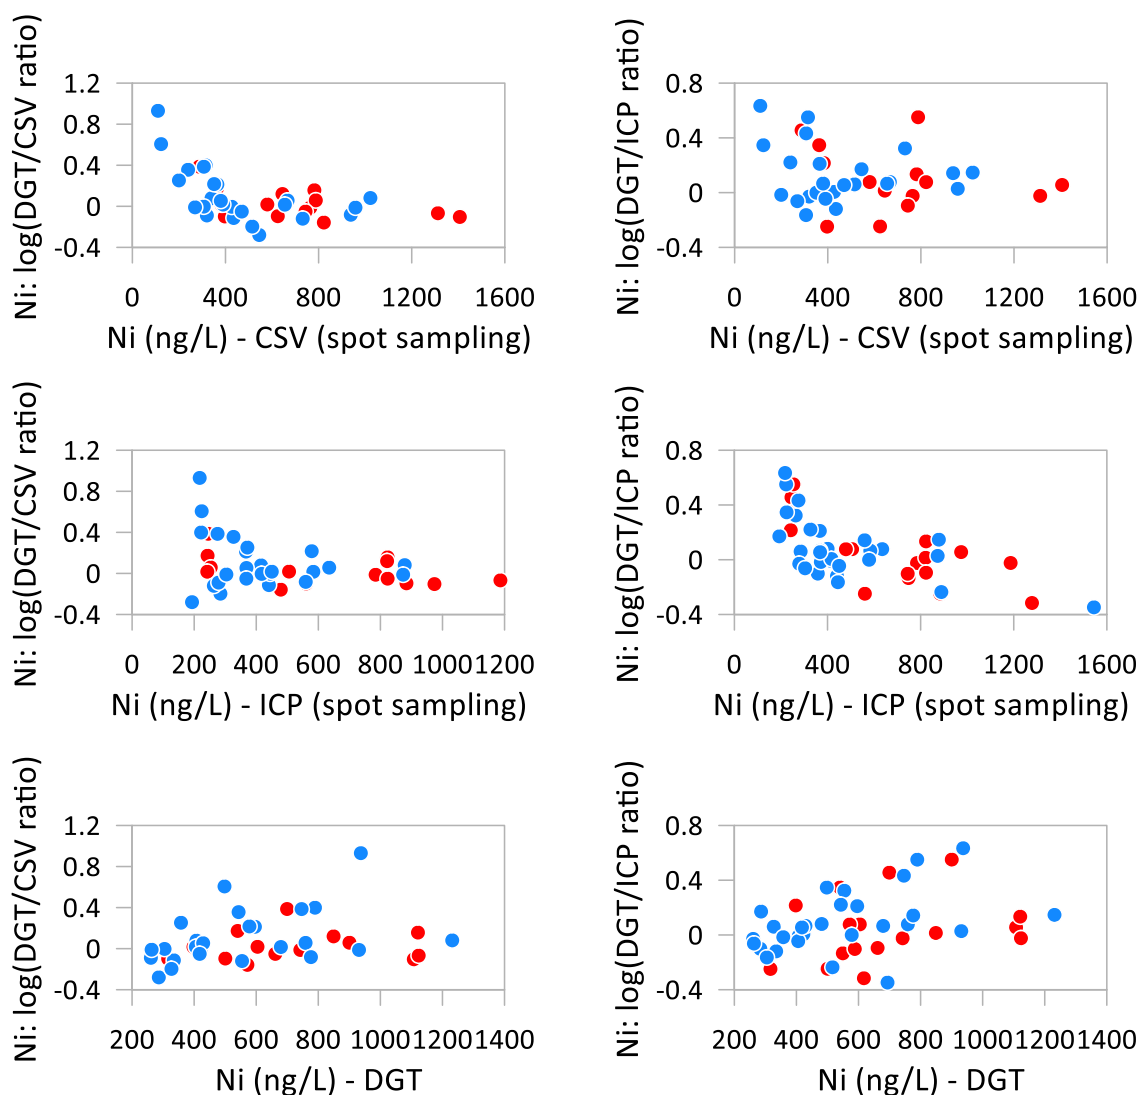 Ni: log(DGT/CSV ratio)
1.2
0.8
0.4
0
-0.4
0 400 800 1200 1600
Ni (ng/L) - CSV (spot sampling)
Ni: log(DGT/ICP ratio)
0.8
0.4
0
-0.4
0 400 800 1200 1600
Ni (ng/L) - CSV (spot sampling)
Ni: log(DGT/CSV ratio)
1.2
0.8
0.4
0
-0.4
0 200 400 600 800 1000 1200
Ni (ng/L) - ICP (spot sampling)
Ni: log(DGT/ICP ratio)
0.8
0.4
0
-0.4
0 400 800 1200 1600
Ni (ng/L) - ICP (spot sampling)
Ni: log(DGT/CSV ratio)
1.2
0.8
0.4
0
-0.4
200 400 600 800 1000 1200 1400
Ni (ng/L) - DGT
Ni: log(DGT/ICP ratio)
0.8
0.4
0
-0.4
200 400 600 800 1000 1200 1400
Ni (ng/L) - DGT